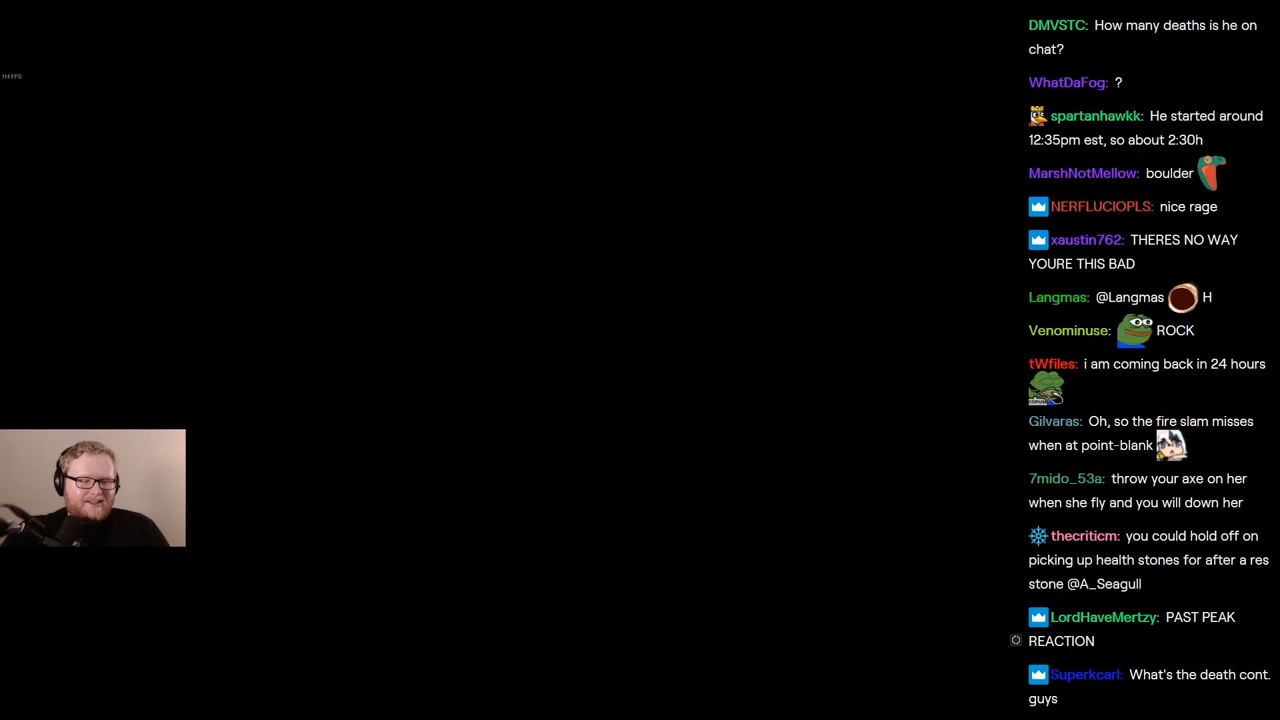 114 FPS
DMVSTC: How many deaths is he on
chat?
WhatDaFog: ?
spartanhawkk: He started around
12:35pm est, so about 2:30h
MarshNotMellow: boulder
NERFLUCIOPLS: nice rage
xaustin762: THERES NO WAY
YOURE THIS BAD
Langmas: @Langmas H
Venominuse: ROCK
tWfiles: i am coming back in 24 hours
Gilvaras: Oh, so the fire slam misses
when at point-blank
7mido_53a: throw your axe on her
when she fly and you will down her
thecriticm: you could hold off on
picking up health stones for after a res
stone @A_Seagull
LordHaveMertzy: PAST PEAK
REACTION
Superkcarl: What's the death cont.
guys